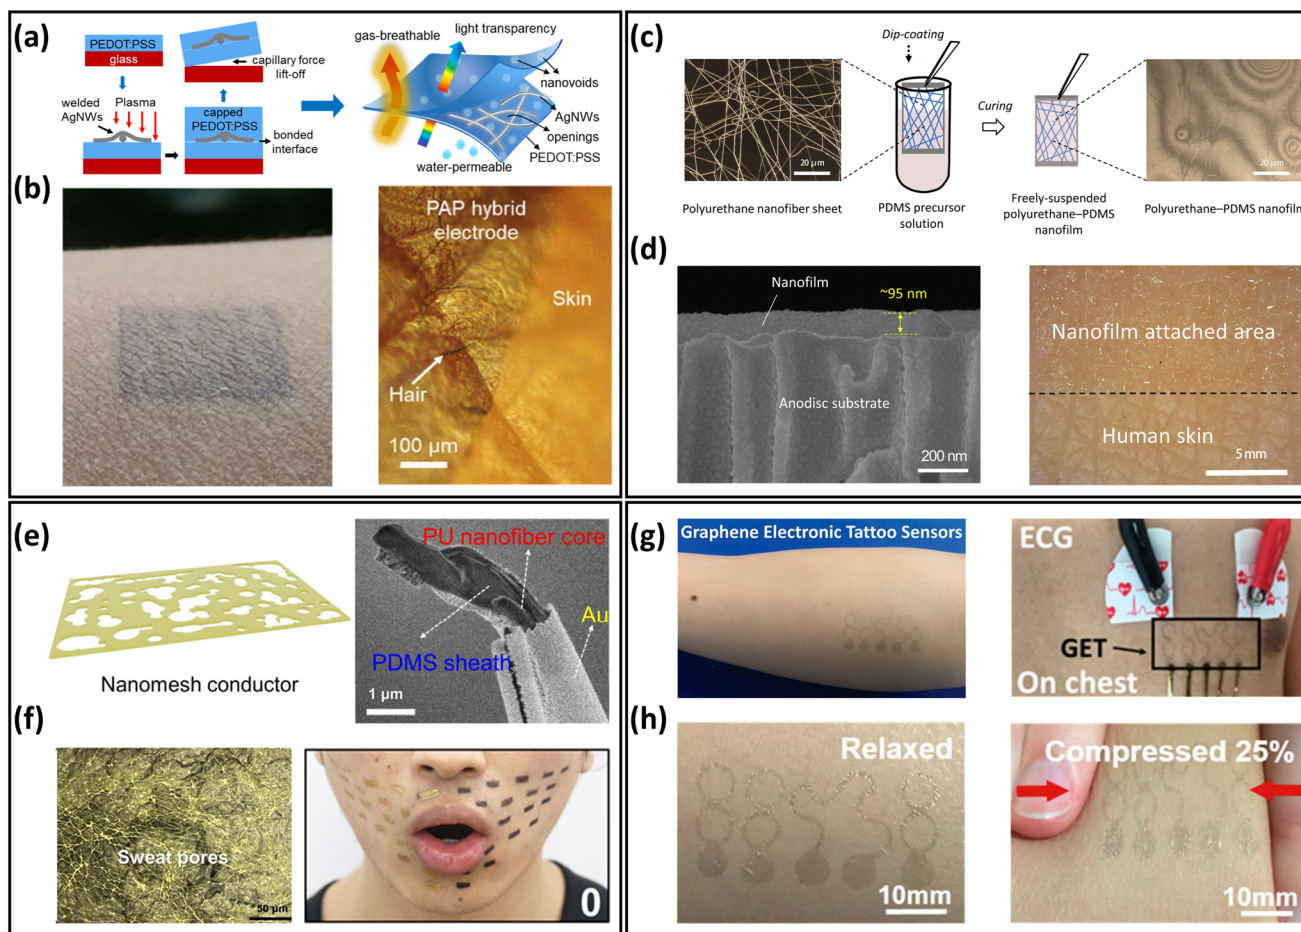 (a)
PEDOT:PSS
glass
capillary force
lift-off
welded
AgNWs
Plasma
capped
PEDOT:PSS
bonded
interface
gas-breathable
light transparency
nanovoids
AgNWs
openings
PEDOT:PSS
water-permeable
(b)
PAP hybrid
electrode
Skin
Hair
100 µm
(c)
Dip-coating
Curing
20 µm
20 µm
Polyurethane nanofiber sheet
PDMS precursor
solution
Freely-suspended
polyurethane–PDMS
nanofilm
Polyurethane–PDMS nanofilm
(d)
Nanofilm
~95 nm
Anodisc substrate
200 nm
Nanofilm attached area
Human skin
5 mm
(e)
Nanomesh conductor
PU nanofiber core
Au
PDMS sheath
1 µm
(f)
Sweat pores
50 µm
0
(g)
Graphene Electronic Tattoo Sensors
ECG
GET
On chest
(h)
Relaxed
10mm
Compressed 25%
10mm